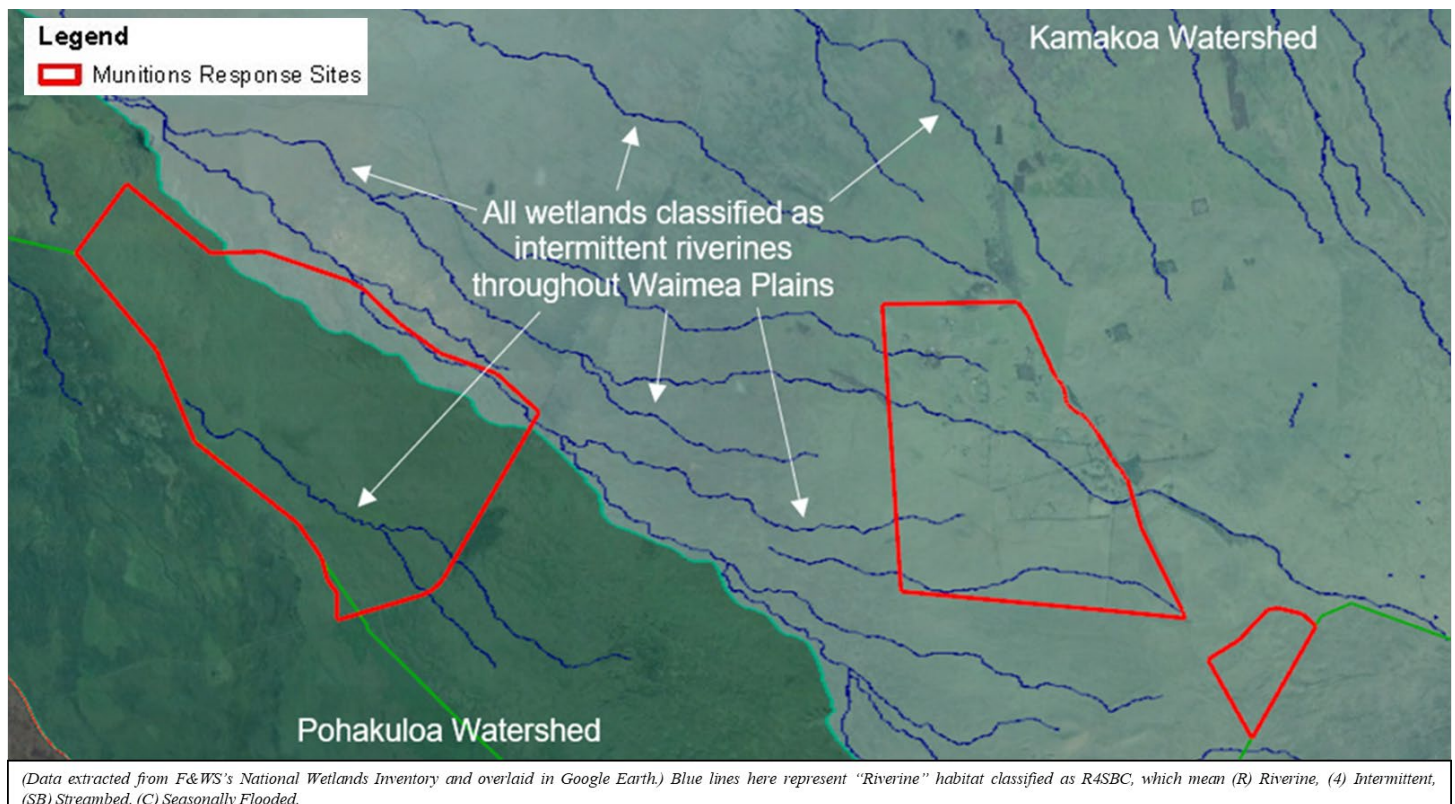 Legend
Munitions Response Sites
Kamakoa Watershed
All wetlands classified as
intermittent riverines
throughout Waimea Plains
Pohakuloa Watershed
(Data extracted from F&WS's National Wetlands Inventory and overlaid in Google Earth.) Blue lines here represent “Riverine” habitat classified as R4SBC, which mean (R) Riverine, (4) Intermittent,
(SB) Streambed, (C) Seasonally Flooded.